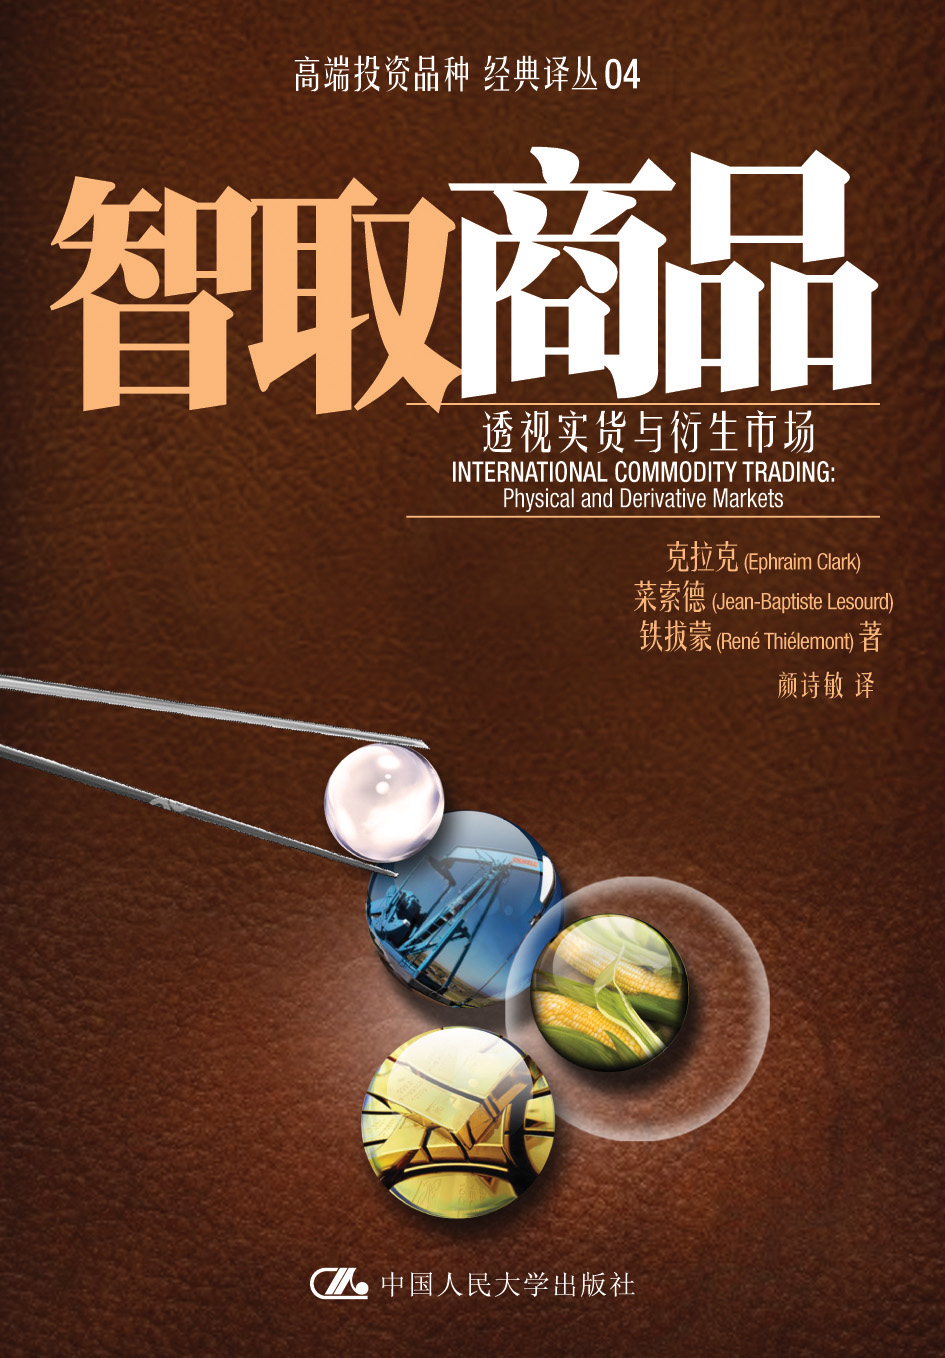 高端投资品种 经典译丛04
智取商品
透视实货与衍生市场
INTERNATIONAL COMMODITY TRADING:
Physical and Derivative Markets
克拉克 (Ephraim Clark)
莱索德 (Jean-Baptiste Lesourd)
铁拔蒙 (René Thiélemont) 著
颜诗敏 译
中国人民大学出版社